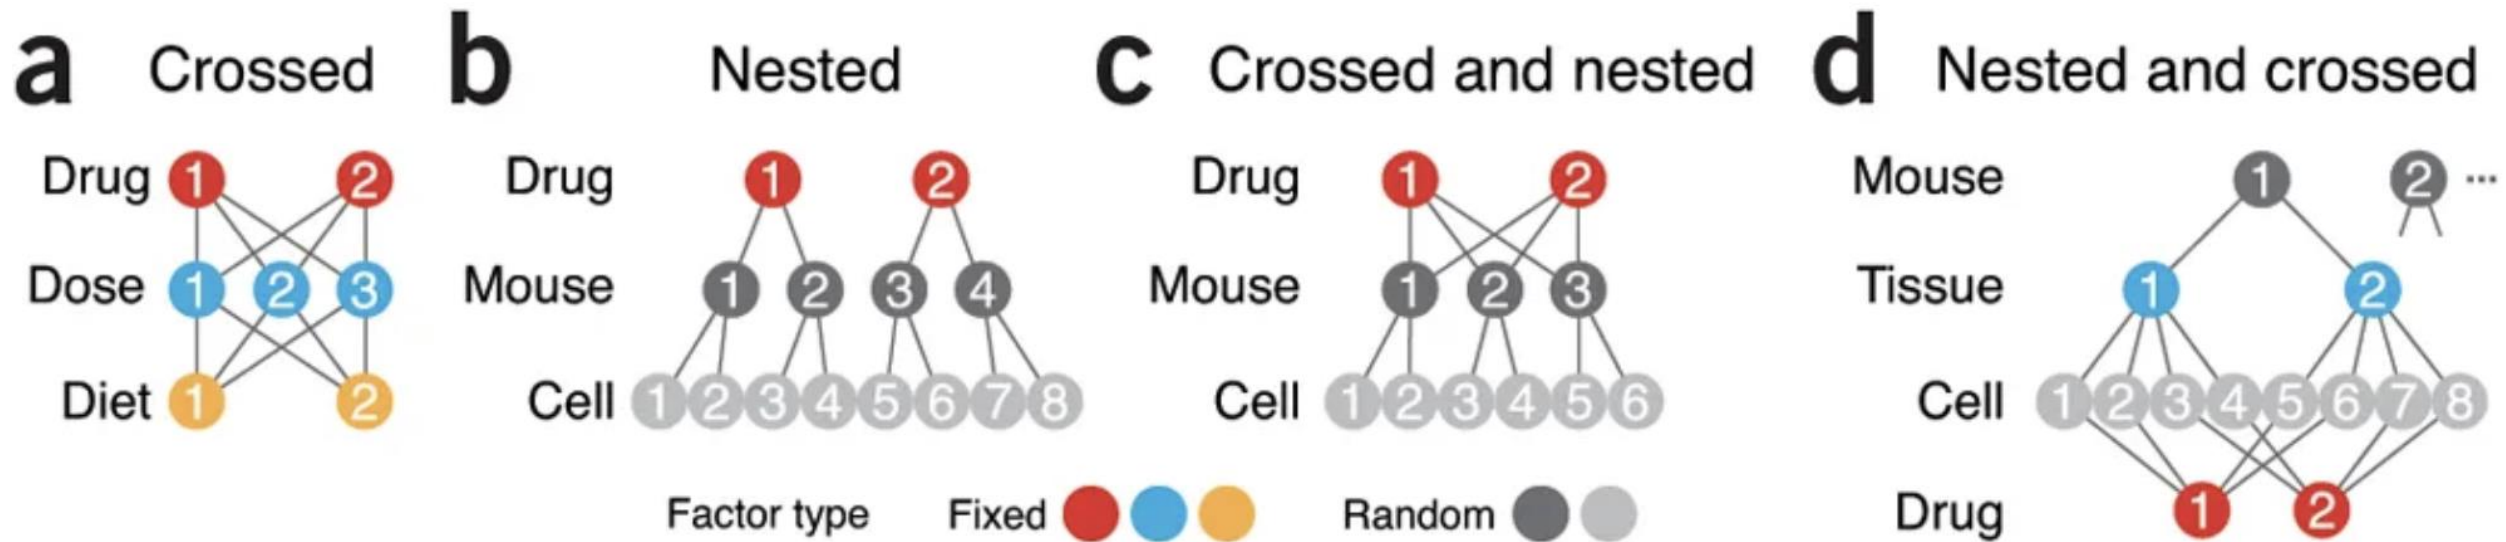 a Crossed
Drug 1 2
Dose 1 2 3
Diet 1 2
b Nested
Drug 1 2
Mouse 1 2 3 4
Cell 1 2 3 4 5 6 7 8
c Crossed and nested
Drug 1 2
Mouse 1 2 3
Cell 1 2 3 4 5 6
d Nested and crossed
Mouse 1 2 ...
Tissue 1 2
Cell 1 2 3 4 5 6 7 8
Drug 1 2
Factor type Fixed Random